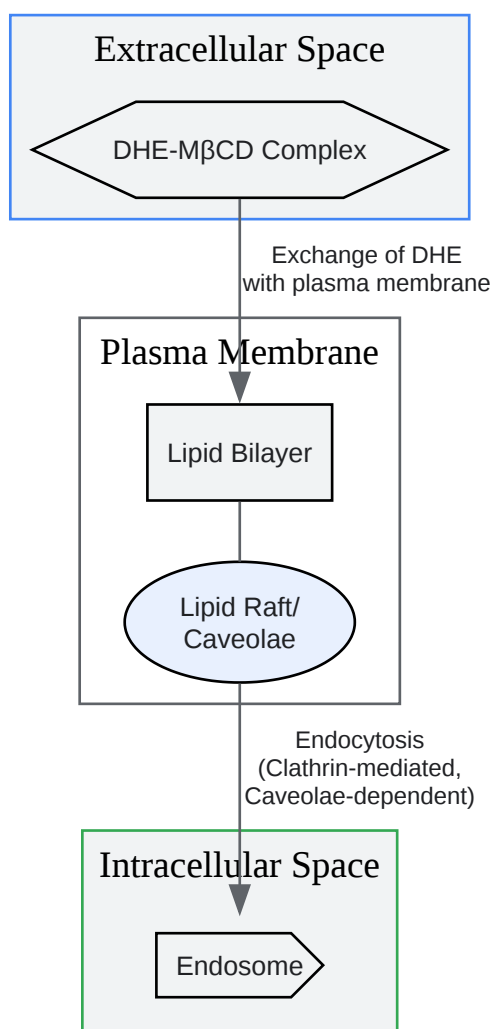 Extracellular Space
DHE-MβCD Complex
Exchange of DHE
with plasma membrane
Plasma Membrane
Lipid Bilayer
Lipid Raft/
Caveolae
Endocytosis
(Clathrin-mediated,
Caveolae-dependent)
Intracellular Space
Endosome